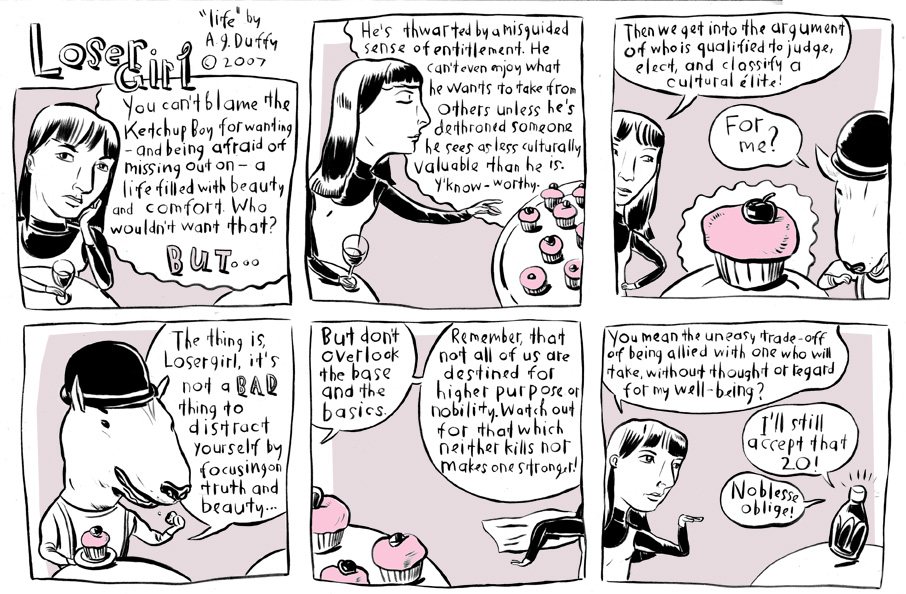 Loser Girl
"life" by
A.J. Duffy
© 2007
You can't blame the
Ketchup Boy for wanting
- and being afraid of
missing out on - a
life filled with beauty
and comfort. Who
wouldn't want that?
BUT...
He's thwarted by a misguided
sense of entitlement. He
can't even enjoy what
he wants to take from
others unless he's
dethroned someone
he sees as less culturally
valuable than he is.
Y'know - worthy.
Then we get into the argument
of who is qualified to judge,
elect, and classify a
cultural élite!
For
me?
The thing is,
Losergirl, it's
not a BAD
thing to
distract
yourself by
focusing on
truth and
beauty...
But don't
overlook
the base
and the
basics.
Remember, that
not all of us are
destined for
higher purpose or
nobility. Watch out
for that which
neither kills nor
makes one stronger!
You mean the uneasy trade-off
of being allied with one who will
take, without thought or regard
for my well-being?
I'll still
accept that
20!
Noblesse
oblige!